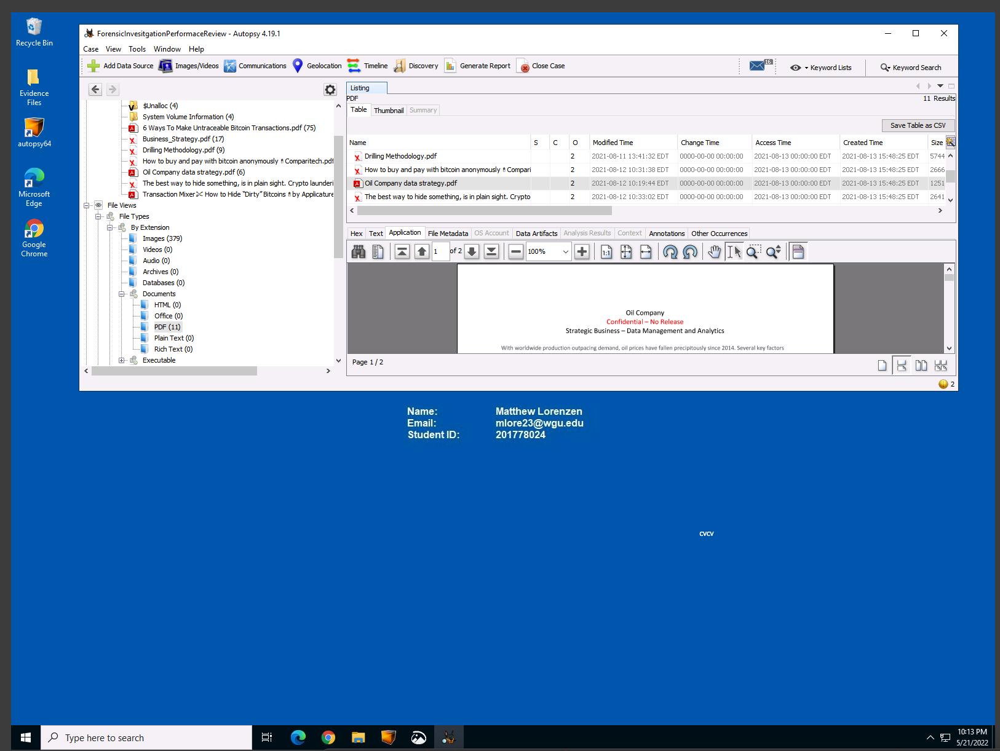 Recycle Bin
Evidence
Files
autopsy64
Microsoft
Edge
Google
Chrome
ForensicInvesitgationPerformaceReview - Autopsy 4.19.1
Case View Tools Window Help
Add Data Source Images/Videos Communications Geolocation Timeline Discovery Generate Report Close Case 16 Keyword Lists Keyword Search
$Unalloc (4)
System Volume Information (4)
6 Ways To Make Untraceable Bitcoin Transactions.pdf (75)
Business_Strategy.pdf (17)
Drilling Methodology.pdf (9)
How to buy and pay with bitcoin anonymously Comparitech.pdf
Oil Company data strategy.pdf (6)
The best way to hide something, is in plain sight. Crypto launderi
Transaction Mixer How to Hide “Dirty” Bitcoins by Applicature
File Views
File Types
By Extension
Images (379)
Videos (0)
Audio (0)
Archives (0)
Databases (0)
Documents
HTML (0)
Office (0)
PDF (11)
Plain Text (0)
Rich Text (0)
Executable
Listing
PDF 11 Results
Table Thumbnail Summary
Save Table as CSV
Name S C O Modified Time Change Time Access Time Created Time Size
Drilling Methodology.pdf 2 2021-08-11 13:41:32 EDT 0000-00-00 00:00:00 2021-08-13 00:00:00 EDT 2021-08-13 15:48:25 EDT 5744
How to buy and pay with bitcoin anonymously Compari 2 2021-08-12 10:31:38 EDT 0000-00-00 00:00:00 2021-08-13 00:00:00 EDT 2021-08-13 15:48:25 EDT 2666
Oil Company data strategy.pdf 2 2021-08-12 10:19:44 EDT 0000-00-00 00:00:00 2021-08-13 00:00:00 EDT 2021-08-13 15:48:25 EDT 1251
The best way to hide something, is in plain sight. Crypto 2 2021-08-12 10:33:02 EDT 0000-00-00 00:00:00 2021-08-13 00:00:00 EDT 2021-08-13 15:48:25 EDT 2641
Hex Text Application File Metadata OS Account Data Artifacts Analysis Results Context Annotations Other Occurrences
1 of 2 100% 1:1
Oil Company
Confidential – No Release
Strategic Business – Data Management and Analytics
With worldwide production outpacing demand, oil prices have fallen precipitously since 2014. Several key factors
Page 1 / 2
2
Name: Matthew Lorenzen
Email: mlore23@wgu.edu
Student ID: 201778024
cvcv
Type here to search
10:13 PM
5/21/2022